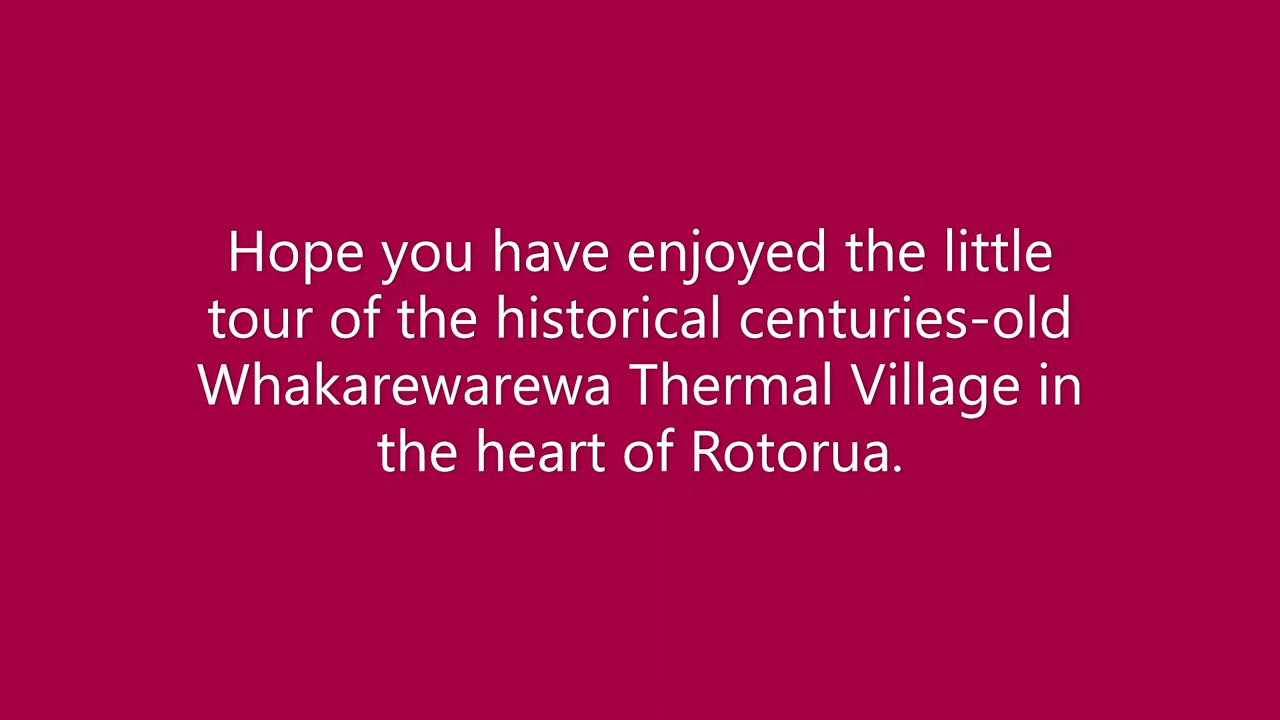 Hope you have enjoyed the little
tour of the historical centuries-old
Whakarewarewa Thermal Village in
the heart of Rotorua.